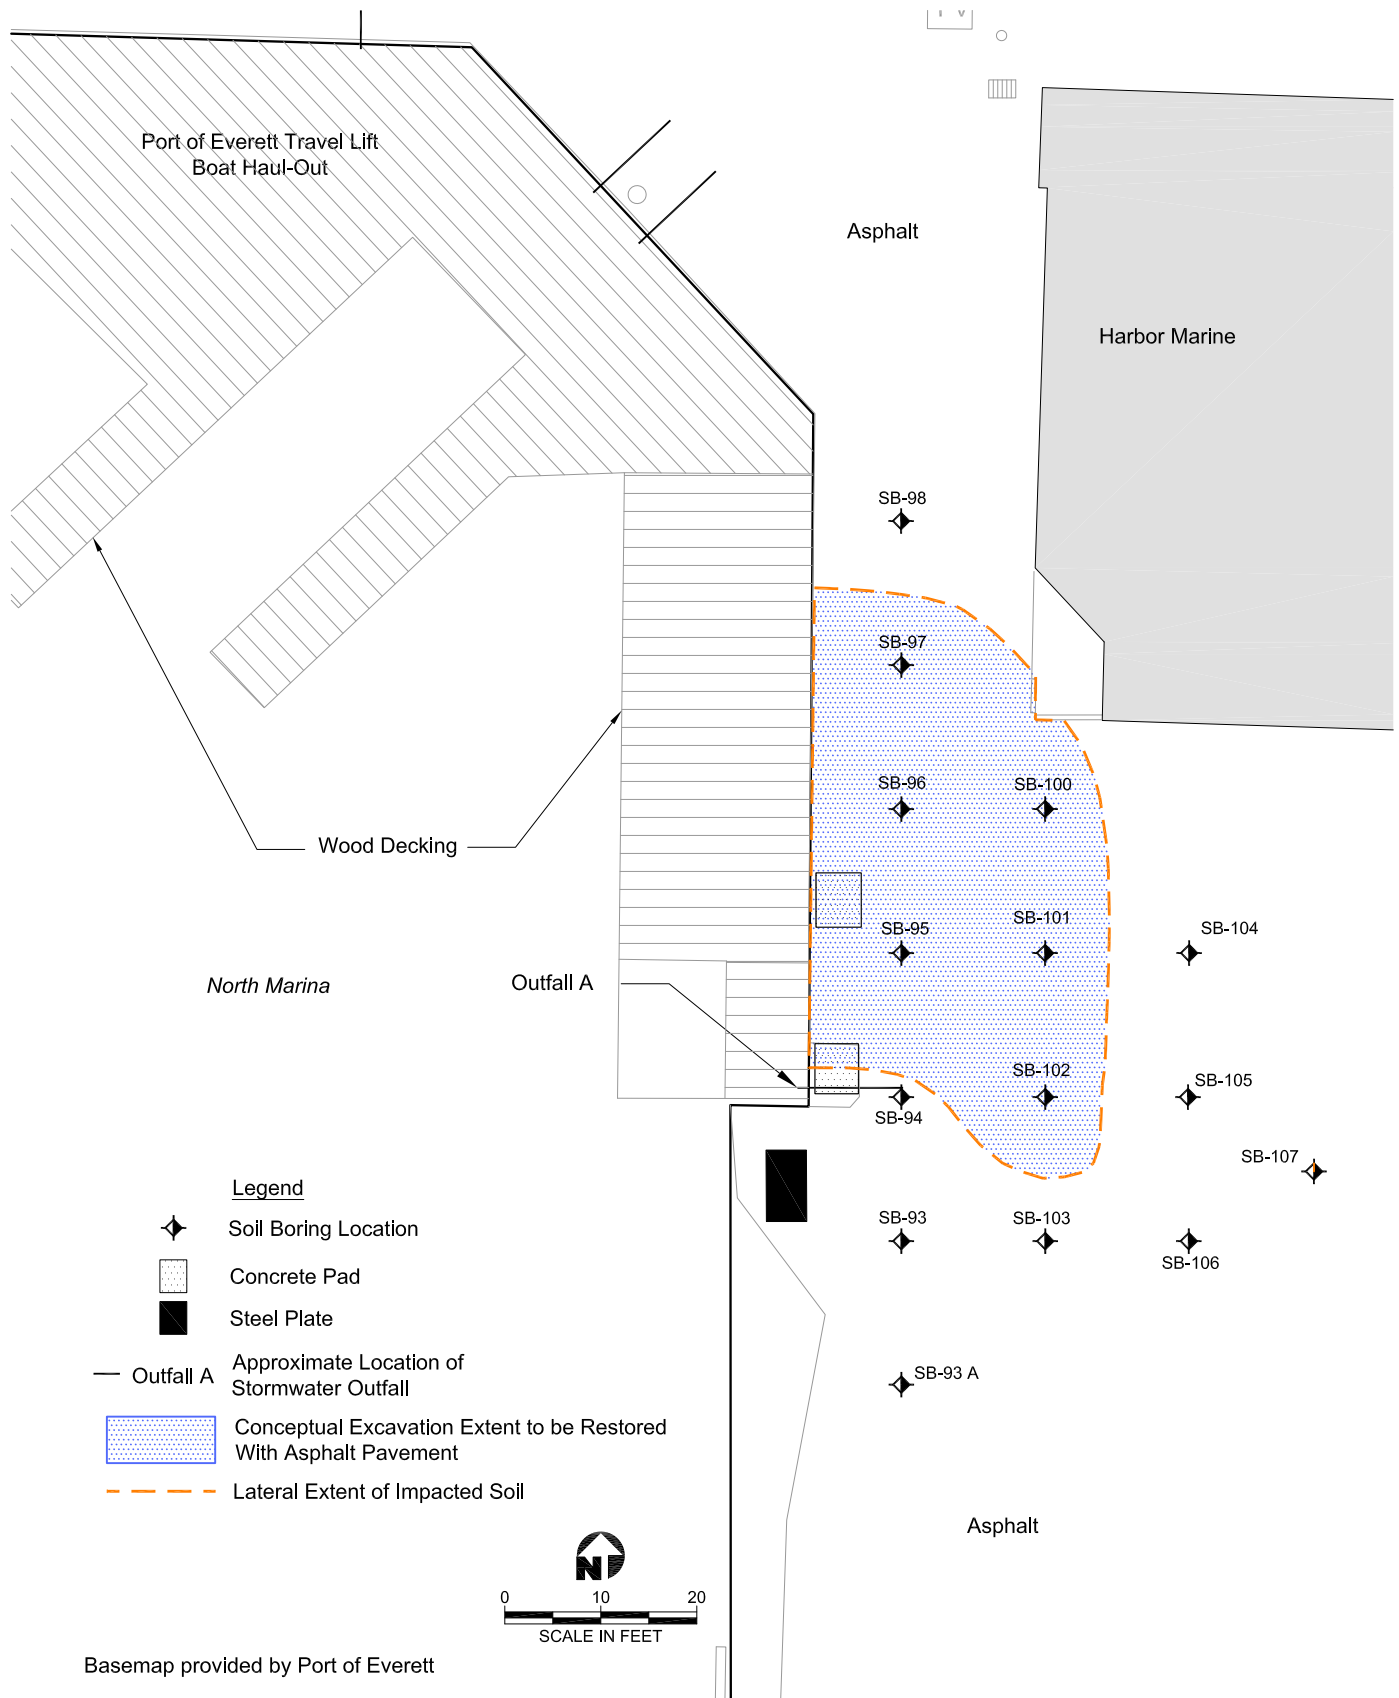 Port of Everett Travel Lift
Boat Haul-Out
Asphalt
Harbor Marine
SB-98
SB-97
SB-96
SB-100
Wood Decking
SB-95
SB-101
SB-104
North Marina
Outfall A
SB-102
SB-105
SB-94
SB-107
SB-93
SB-103
SB-106
SB-93 A
Legend
Soil Boring Location
Concrete Pad
Steel Plate
Outfall A
Approximate Location of
Stormwater Outfall
Conceptual Excavation Extent to be Restored
With Asphalt Pavement
Lateral Extent of Impacted Soil
Asphalt
N
0 10 20
SCALE IN FEET
Basemap provided by Port of Everett